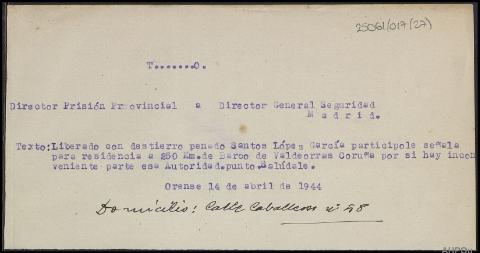 25061/017(27)
T.......O.
Director Prisión Provincial a Director General Seguridad
Madrid.
Texto:Liberado con destierro penado Santos López García participole señala
para residencia a 250 Km.de Barco de Valdeorras Coruña por si hay incon
veniente parte esa Autoridad.punto.Salúdale.
Orense 14 de abril de 1944
Domicilio: Calle Caballeros nº 48